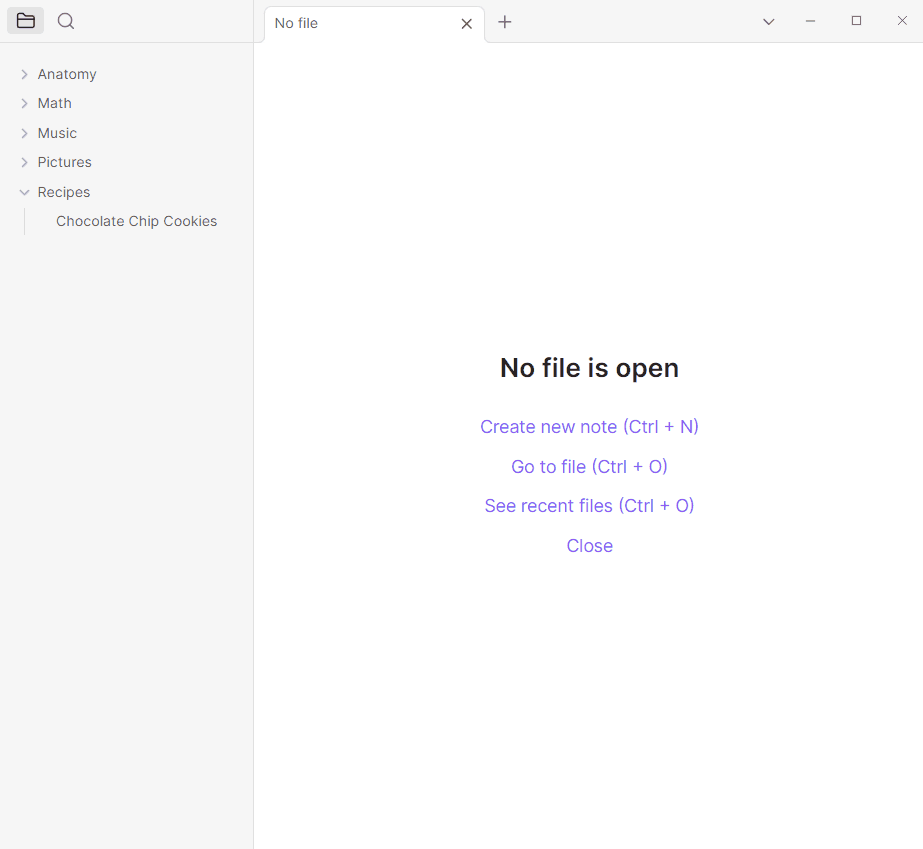 No file
Anatomy
Math
Music
Pictures
Recipes
Chocolate Chip Cookies
No file is open
Create new note (Ctrl + N)
Go to file (Ctrl + O)
See recent files (Ctrl + O)
Close